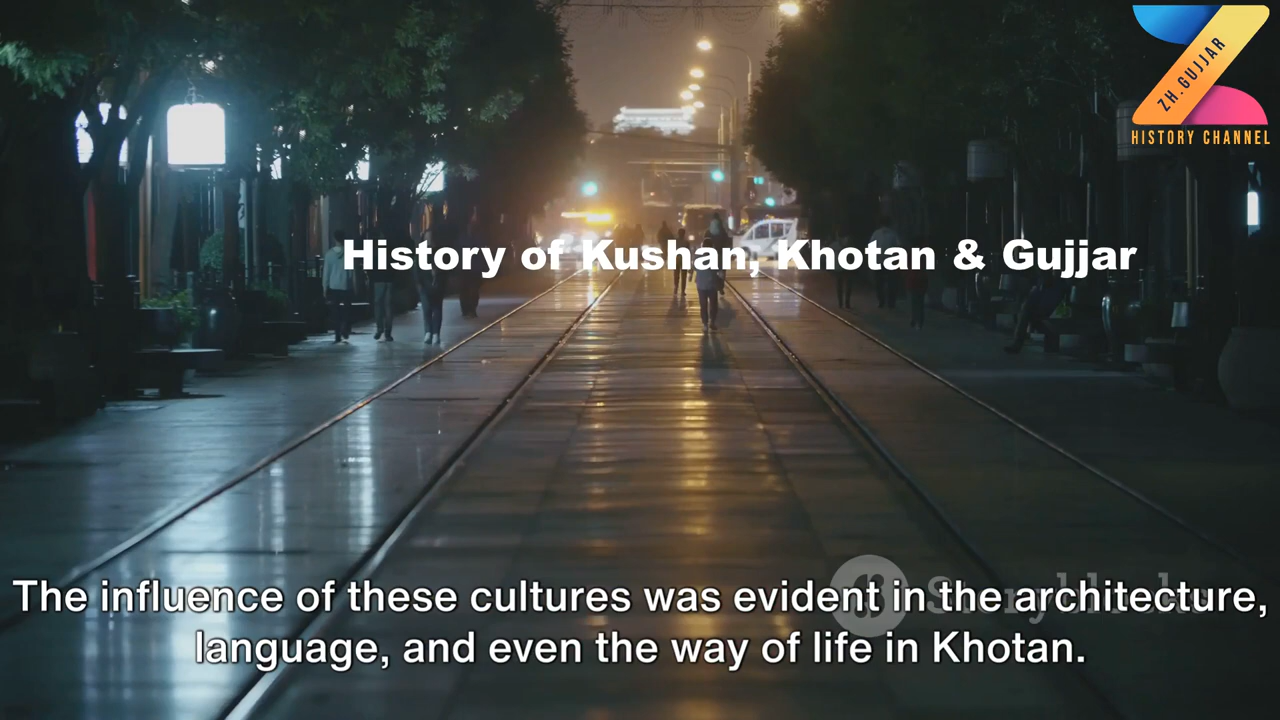 ZH.GUJJAR
HISTORY CHANNEL
History of Kushan, Khotan & Gujjar
The influence of these cultures was evident in the architecture,
language, and even the way of life in Khotan.